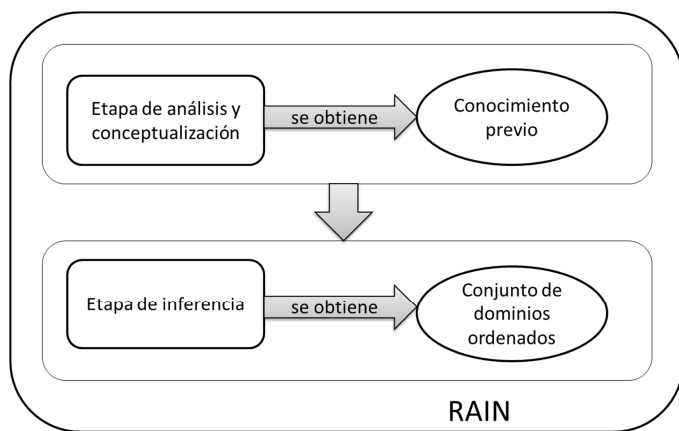 Etapa de análisis y
conceptualización
se obtiene
Conocimiento
previo
Etapa de inferencia
se obtiene
Conjunto de
dominios
ordenados
RAIN